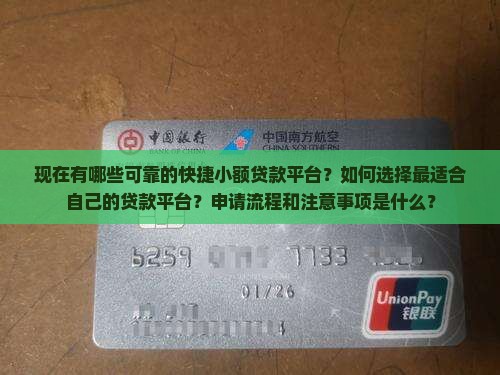 中国银行
中国南方航空
CHINA SOUTHERN
现在有哪些可靠的快捷小额贷款平台？如何选择最适合
自己的贷款平台？申请流程和注意事项是什么？
6259 7733
01/26
UnionPay
银联